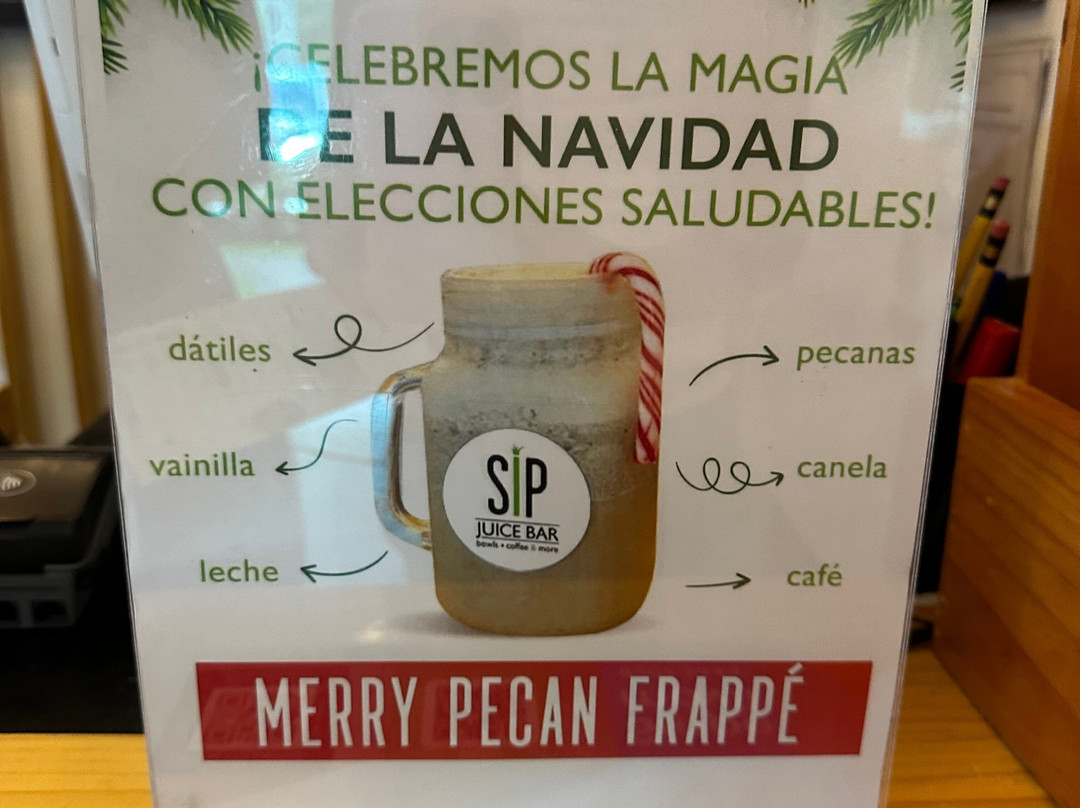 ¡CELEBREMOS LA MAGIA
DE LA NAVIDAD
CON ELECCIONES SALUDABLES!
dátiles
pecanas
vainilla
canela
leche
café
SIP
JUICE BAR
bowls • coffee & more
MERRY PECAN FRAPPÉ